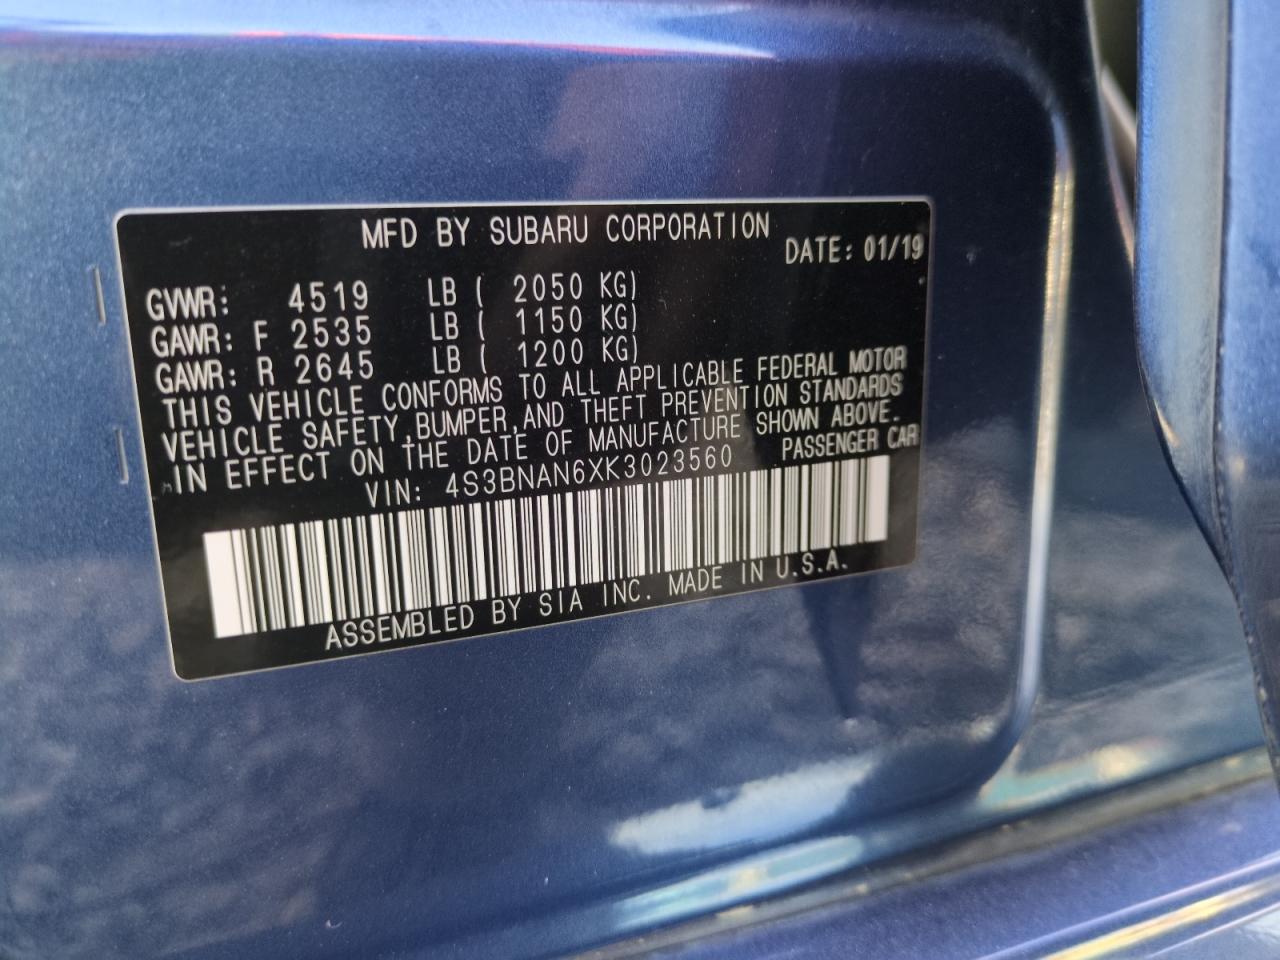 MFD BY SUBARU CORPORATION
DATE: 01/19
GVWR: 4519 LB ( 2050 KG)
GAWR: F 2535 LB ( 1150 KG)
GAWR: R 2645 LB ( 1200 KG)
THIS VEHICLE CONFORMS TO ALL APPLICABLE FEDERAL MOTOR
VEHICLE SAFETY,BUMPER,AND THEFT PREVENTION STANDARDS
IN EFFECT ON THE DATE OF MANUFACTURE SHOWN ABOVE.
VIN: 4S3BNAN6XK3023560 PASSENGER CAR
ASSEMBLED BY SIA INC. MADE IN U.S.A.